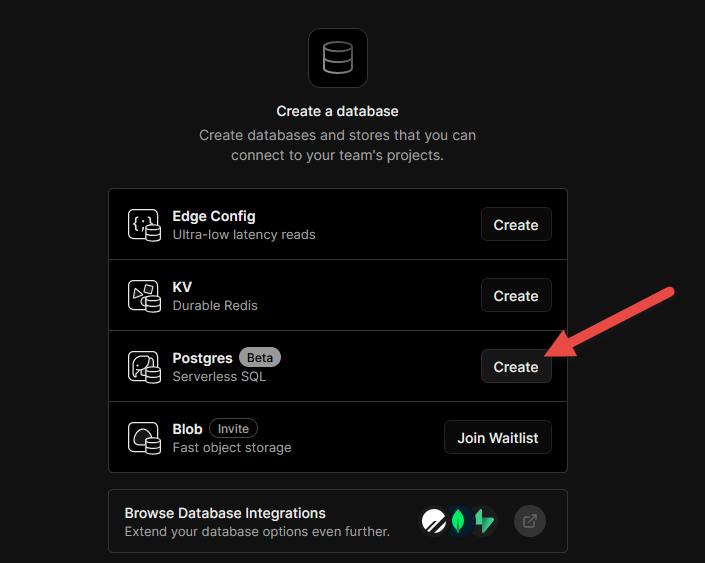 Create a database
Create databases and stores that you can
connect to your team's projects.
Edge Config
Ultra-low latency reads
Create
KV
Durable Redis
Create
Postgres Beta
Serverless SQL
Create
Blob Invite
Fast object storage
Join Waitlist
Browse Database Integrations
Extend your database options even further.